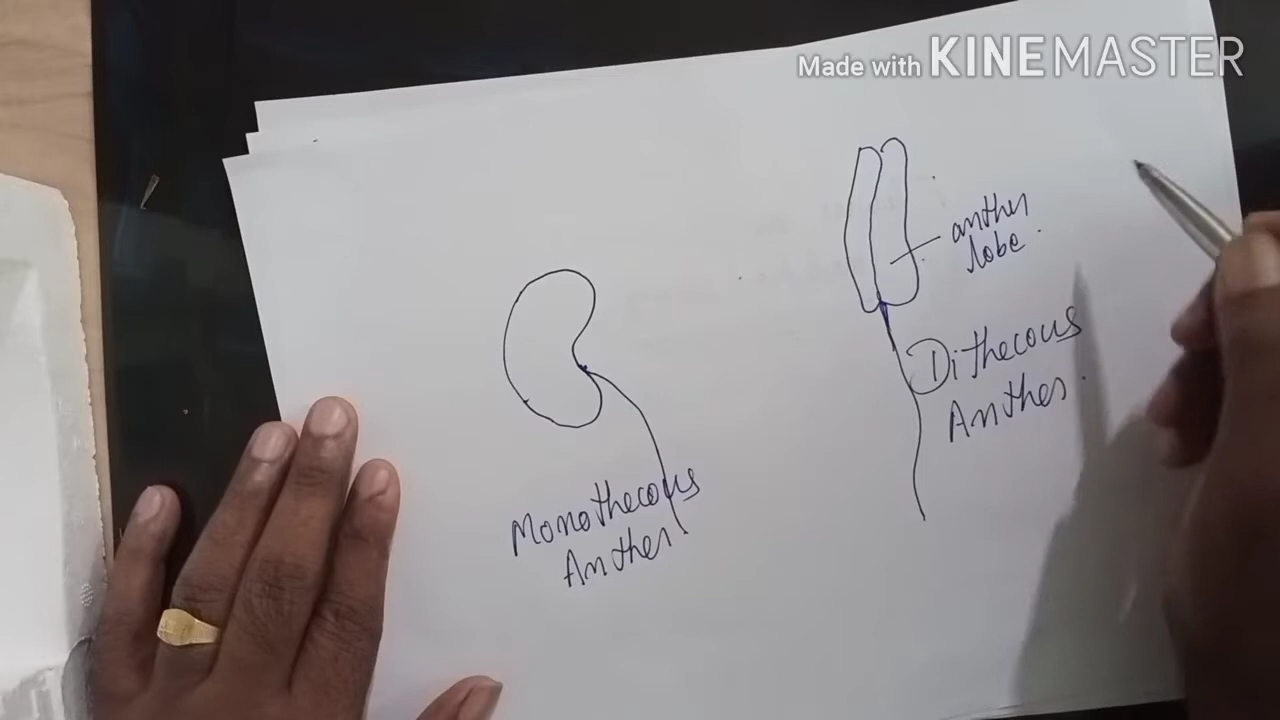 Made with KINEMASTER
anther
lobe.
Dithecous
Anther.
Monothecous
Anther